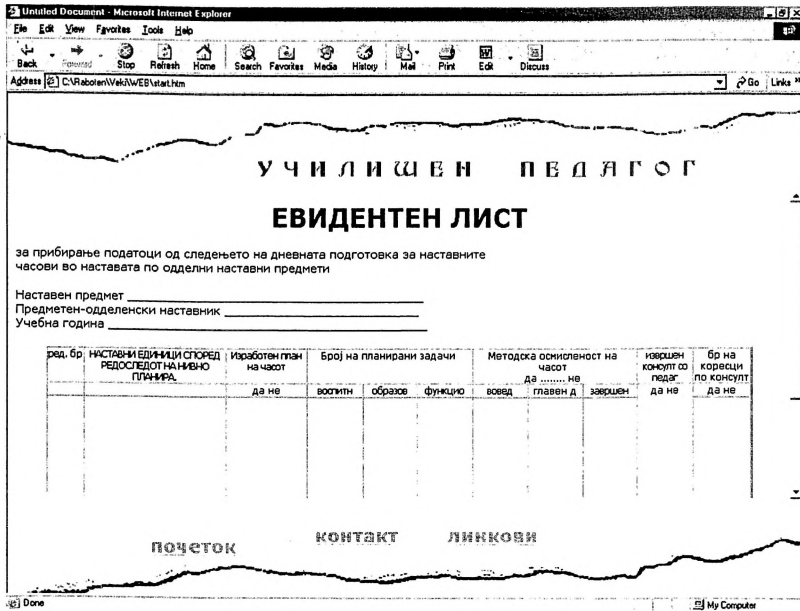 Untitled Document - Microsoft Internet Explorer
File Edit View Favorites Tools Help
Back Forward Stop Refresh Home Search Favorites Media History Mail Print Edit Discuss
Address C:\Raboten\Veki\WEB\start.htm Go Links »
УЧИЛИШЕН ПЕДАГОГ
ЕВИДЕНТЕН ЛИСТ
за прибирање податоци од следењето на дневната подготовка за наставните
часови во наставата по одделни наставни предмети
Наставен предмет
Предметен-одделенски наставник
Учебна година
ред. бр НАСТАВНИ ЕДИНИЦИ СПОРЕД Изработен план Број на планирани задачи Методска осмисленост на извршен бр на
РЕДОСЛЕДОТ НА НИВНО на часот часот консулт со коресци
ПЛАНИРА. да ........ не педаг по консулт
да не воспитн образов функцио вовед главен д завршен да не да не
почеток контакт линкови
Done My Computer